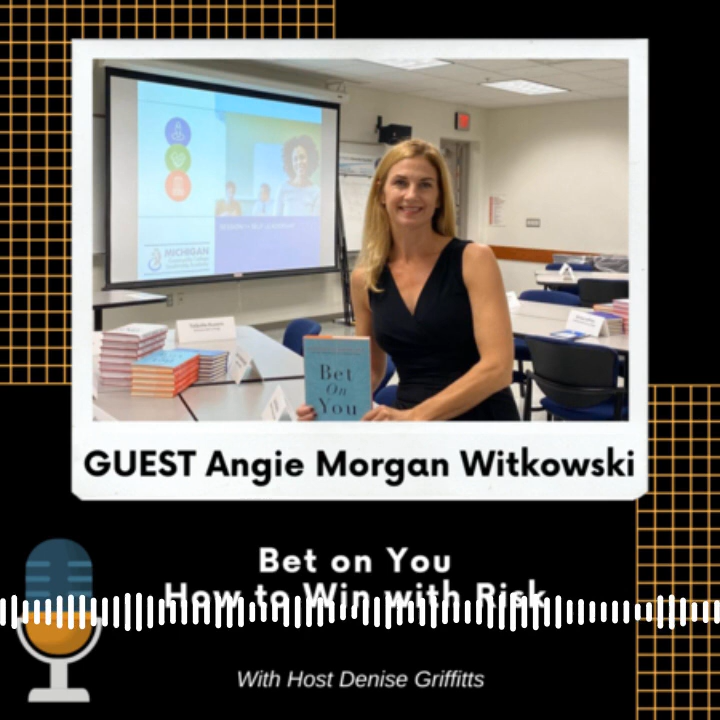 MICHIGAN
Bet
On
You
GUEST Angie Morgan Witkowski
Bet on You
How to Win with Risk
With Host Denise Griffitts